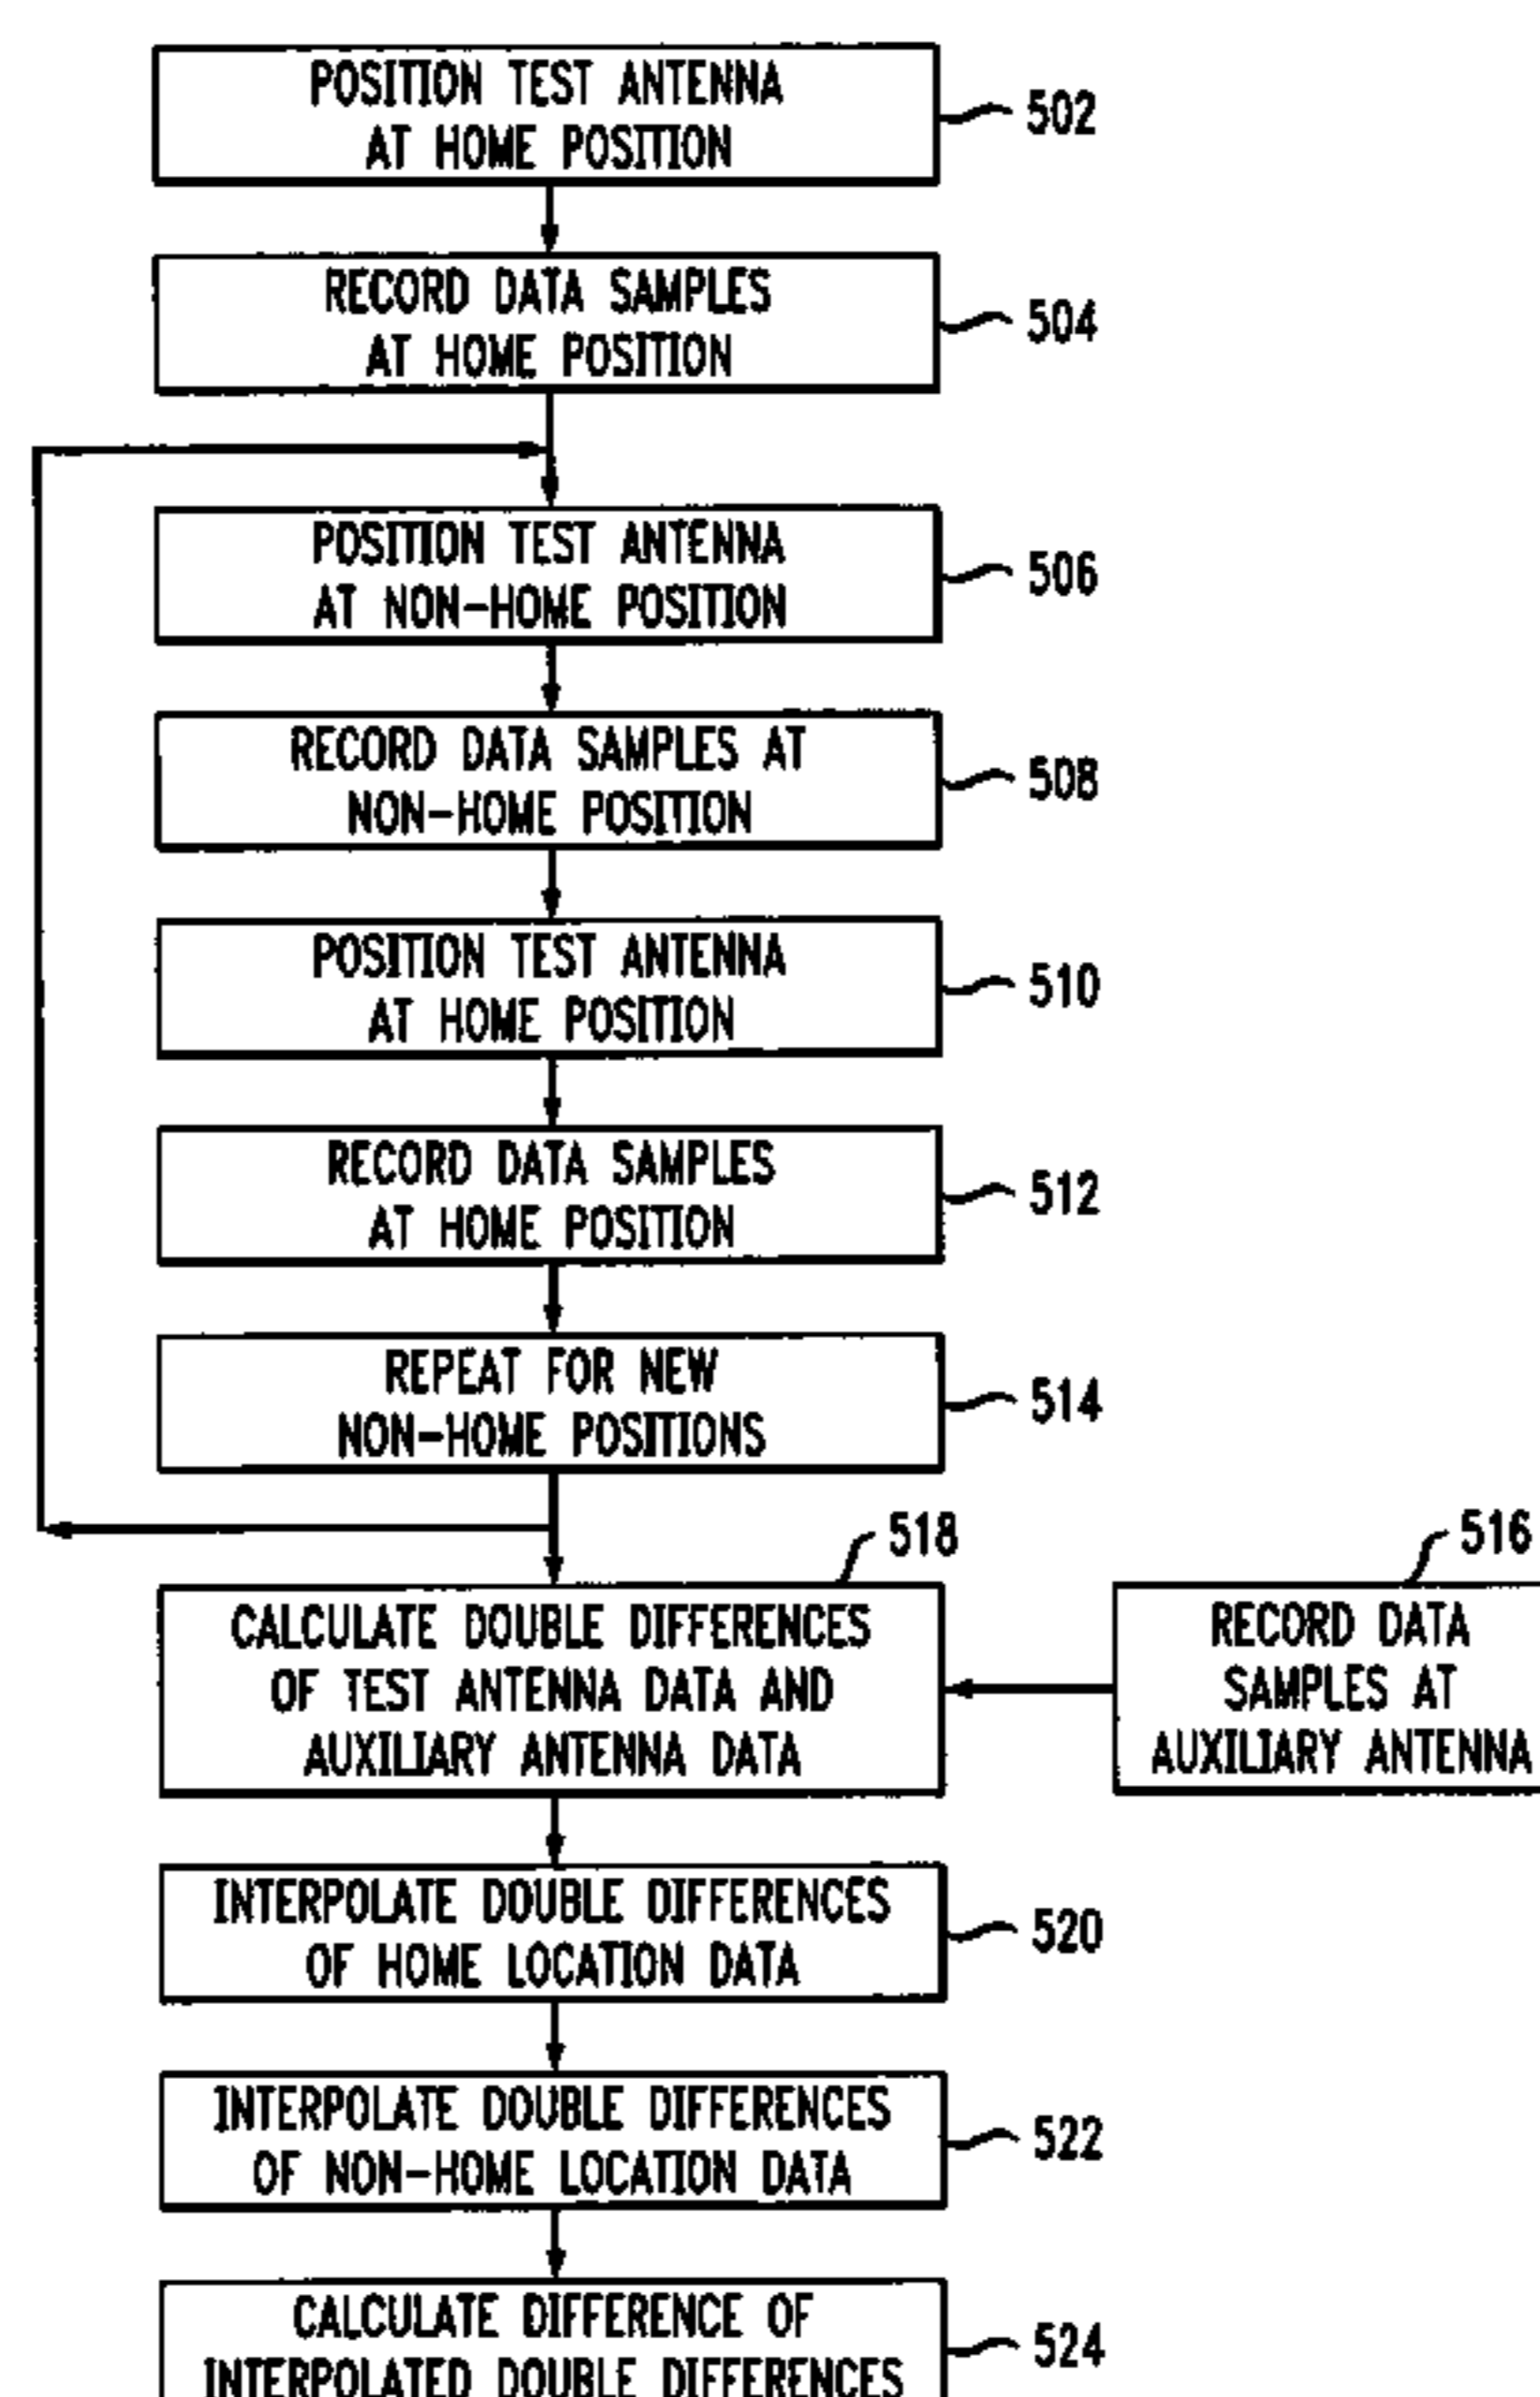 POSITION TEST ANTENNA
AT HOME POSITION
502
RECORD DATA SAMPLES
AT HOME POSITION
504
POSITION TEST ANTENNA
AT NON-HOME POSITION
506
RECORD DATA SAMPLES AT
NON-HOME POSITION
508
POSITION TEST ANTENNA
AT HOME POSITION
510
RECORD DATA SAMPLES
AT HOME POSITION
512
REPEAT FOR NEW
NON-HOME POSITIONS
514
518
CALCULATE DOUBLE DIFFERENCES
OF TEST ANTENNA DATA AND
AUXILIARY ANTENNA DATA
516
RECORD DATA
SAMPLES AT
AUXILIARY ANTENNA
INTERPOLATE DOUBLE DIFFERENCES
OF HOME LOCATION DATA
520
INTERPOLATE DOUBLE DIFFERENCES
OF NON-HOME LOCATION DATA
522
CALCULATE DIFFERENCE OF
INTERPOLATED DOUBLE DIFFERENCES
524